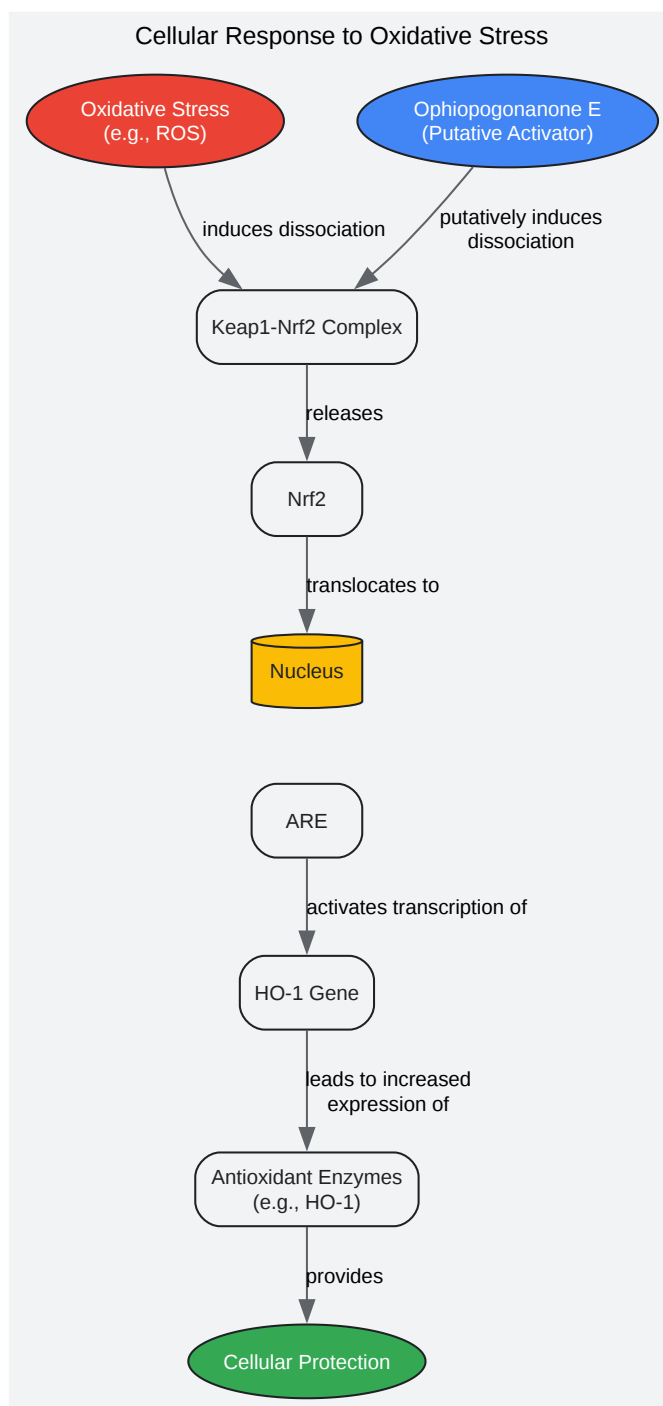 Cellular Response to Oxidative Stress
Oxidative Stress
(e.g., ROS)
Ophiopogonanone E
(Putative Activator)
induces dissociation
putatively induces
dissociation
Keap1-Nrf2 Complex
releases
Nrf2
translocates to
Nucleus
ARE
activates transcription of
HO-1 Gene
leads to increased
expression of
Antioxidant Enzymes
(e.g., HO-1)
provides
Cellular Protection